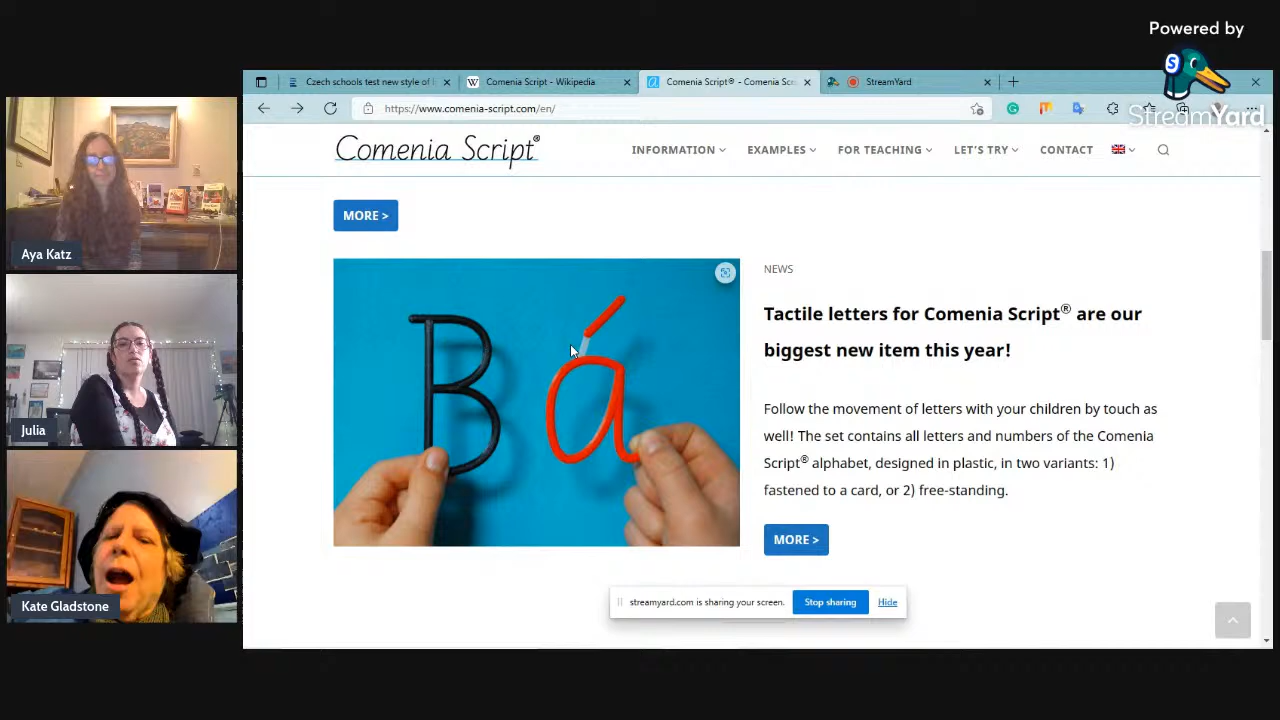 Powered by
StreamYard
Czech schools test new style of l
Comenia Script - Wikipedia
Comenia Script® - Comenia Scr
StreamYard
https://www.comenia-script.com/en/
Comenia Script®
INFORMATION
EXAMPLES
FOR TEACHING
LET'S TRY
CONTACT
MORE >
B á
NEWS
Tactile letters for Comenia Script® are our
biggest new item this year!
Follow the movement of letters with your children by touch as
well! The set contains all letters and numbers of the Comenia
Script® alphabet, designed in plastic, in two variants: 1)
fastened to a card, or 2) free-standing.
MORE >
streamyard.com is sharing your screen.
Stop sharing
Hide
Aya Katz
Julia
Kate Gladstone